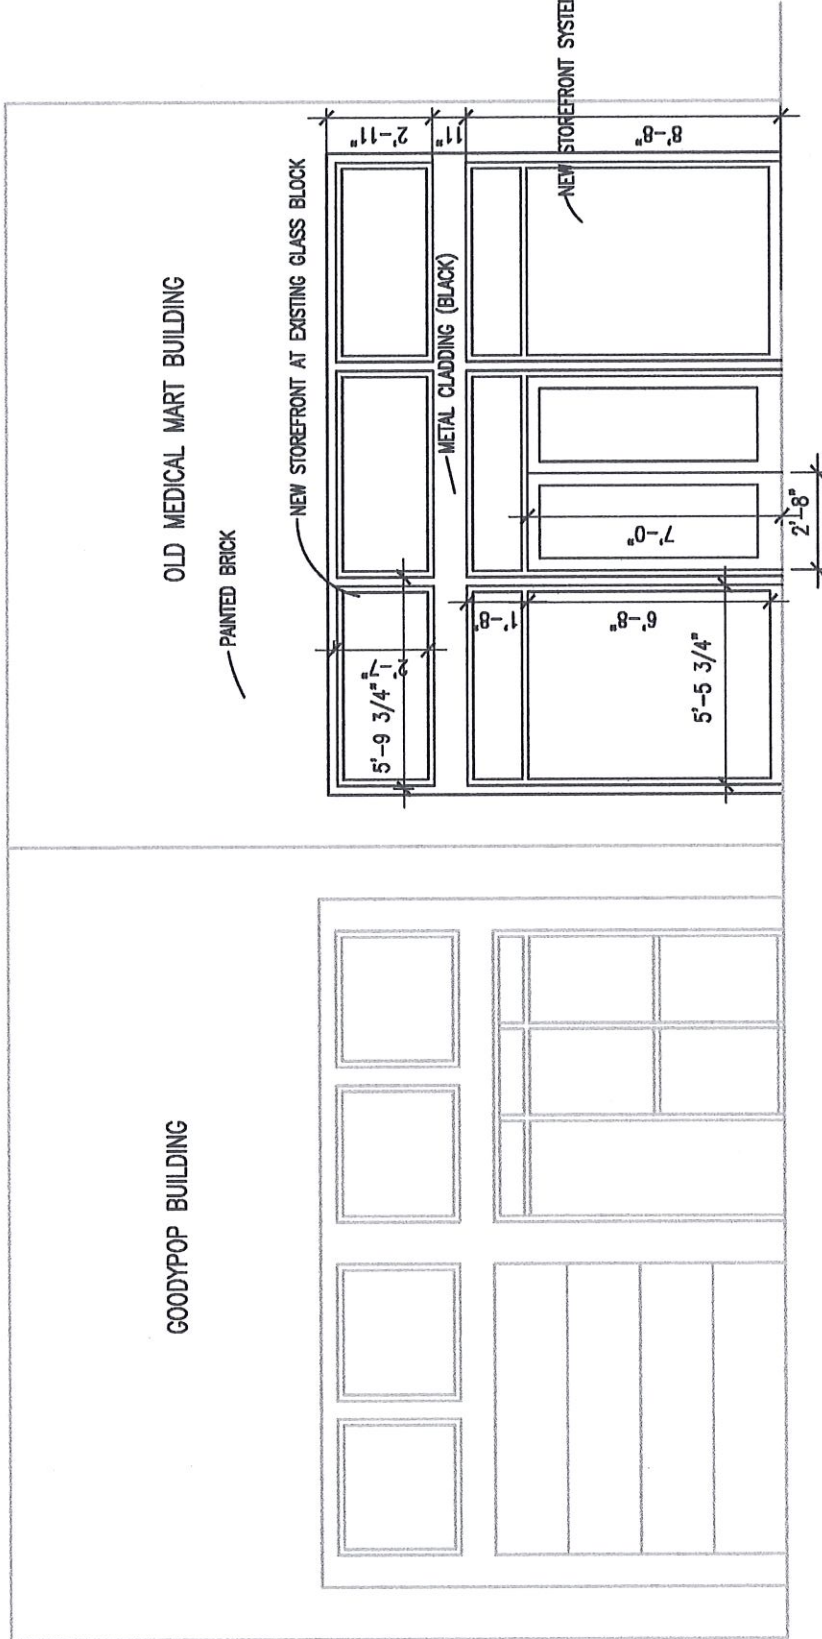 GOODYPOP BUILDING
OLD MEDICAL MART BUILDING
PAINTED BRICK
NEW STOREFRONT AT EXISTING GLASS BLOCK
METAL CLADDING (BLACK)
NEW STOREFRONT SYSTEM
2'-11"
11"
8'-8"
2'-7"
5'-9 3/4"
1'-8"
6'-8"
5'-5 3/4"
7'-0"
2'-8"